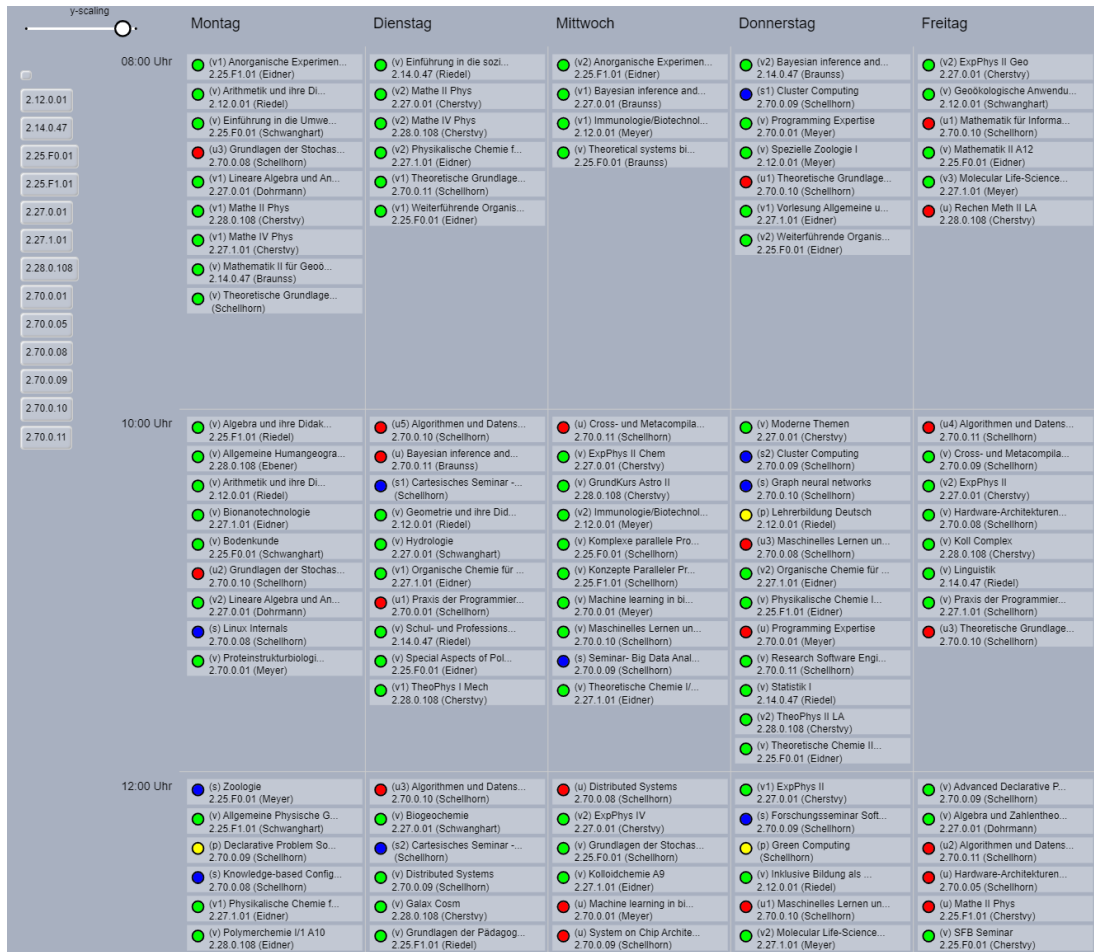 y-scaling
Montag
Dienstag
Mittwoch
Donnerstag
Freitag
2.12.0.01
2.14.0.47
2.25.F0.01
2.25.F1.01
2.27.0.01
2.27.1.01
2.28.0.108
2.70.0.01
2.70.0.05
2.70.0.08
2.70.0.09
2.70.0.10
2.70.0.11
08:00 Uhr
(v1) Anorganische Experimen...
2.25.F1.01 (Eidner)
(v) Arithmetik und ihre Di...
2.12.0.01 (Riedel)
(v) Einführung in die Umwe...
2.25.F0.01 (Schwanghart)
(u3) Grundlagen der Stochas...
2.70.0.08 (Schellhorn)
(v1) Lineare Algebra und An...
2.27.0.01 (Dohrmann)
(v1) Mathe II Phys
2.28.0.108 (Cherstvy)
(v1) Mathe IV Phys
2.27.1.01 (Cherstvy)
(v) Mathematik II für Geoö...
2.14.0.47 (Braunss)
(v) Theoretische Grundlage...
(Schellhorn)
(v) Einführung in die sozi...
2.14.0.47 (Riedel)
(v2) Mathe II Phys
2.27.0.01 (Cherstvy)
(v2) Mathe IV Phys
2.28.0.108 (Cherstvy)
(v2) Physikalische Chemie f...
2.27.1.01 (Eidner)
(v1) Theoretische Grundlage...
2.70.0.11 (Schellhorn)
(v1) Weiterführende Organis...
2.25.F0.01 (Eidner)
(v2) Anorganische Experimen...
2.25.F1.01 (Eidner)
(v1) Bayesian inference and...
2.27.0.01 (Braunss)
(v1) Immunologie/Biotechnol...
2.12.0.01 (Meyer)
(v) Theoretical systems bi...
2.25.F0.01 (Braunss)
(v2) Bayesian inference and...
2.14.0.47 (Braunss)
(s1) Cluster Computing
2.70.0.09 (Schellhorn)
(v) Programming Expertise
2.70.0.01 (Meyer)
(v) Spezielle Zoologie I
2.12.0.01 (Meyer)
(u1) Theoretische Grundlage...
2.70.0.10 (Schellhorn)
(v1) Vorlesung Allgemeine u...
2.27.1.01 (Eidner)
(v2) Weiterführende Organis...
2.25.F0.01 (Eidner)
(v2) ExpPhys II Geo
2.27.0.01 (Cherstvy)
(v) Geoökologische Anwendu...
2.12.0.01 (Schwanghart)
(u1) Mathematik für Informa...
2.70.0.10 (Schellhorn)
(v) Mathematik II A12
2.25.F0.01 (Eidner)
(v3) Molecular Life-Science...
2.27.1.01 (Meyer)
(u) Rechen Meth II LA
2.28.0.108 (Cherstvy)
10:00 Uhr
(v) Algebra und ihre Didak...
2.25.F1.01 (Riedel)
(v) Allgemeine Humangeogra...
2.28.0.108 (Ebener)
(v) Arithmetik und ihre Di...
2.12.0.01 (Riedel)
(v) Bionanotechnologie
2.27.1.01 (Eidner)
(v) Bodenkunde
2.25.F0.01 (Schwanghart)
(u2) Grundlagen der Stochas...
2.70.0.10 (Schellhorn)
(v2) Lineare Algebra und An...
2.27.0.01 (Dohrmann)
(s) Linux Internals
2.70.0.08 (Schellhorn)
(v) Proteinstrukturbiologi...
2.70.0.01 (Meyer)
(u5) Algorithmen und Datens...
2.70.0.10 (Schellhorn)
(u) Bayesian inference and...
2.70.0.11 (Braunss)
(s1) Cartesisches Seminar -...
(Schellhorn)
(v) Geometrie und ihre Did...
2.12.0.01 (Riedel)
(v) Hydrologie
2.27.0.01 (Schwanghart)
(v1) Organische Chemie für ...
2.27.1.01 (Eidner)
(u1) Praxis der Programmier...
2.70.0.01 (Schellhorn)
(v) Schul- und Professions...
2.14.0.47 (Riedel)
(v) Special Aspects of Pol...
2.25.F0.01 (Eidner)
(v1) TheoPhys I Mech
2.28.0.108 (Cherstvy)
(u) Cross- und Metacompila...
2.70.0.11 (Schellhorn)
(v) ExpPhys II Chem
2.27.0.01 (Cherstvy)
(v) GrundKurs Astro II
2.28.0.108 (Cherstvy)
(v2) Immunologie/Biotechnol...
2.12.0.01 (Meyer)
(v) Komplexe parallele Pro...
2.25.F0.01 (Schellhorn)
(v) Konzepte Paralleler Pr...
2.25.F1.01 (Schellhorn)
(v) Machine learning in bi...
2.70.0.01 (Meyer)
(v) Maschinelles Lernen un...
2.70.0.10 (Schellhorn)
(s) Seminar- Big Data Anal...
2.70.0.09 (Schellhorn)
(v) Theoretische Chemie I/...
2.27.1.01 (Eidner)
(v) Moderne Themen
2.27.0.01 (Cherstvy)
(s2) Cluster Computing
2.70.0.09 (Schellhorn)
(s) Graph neural networks
2.70.0.10 (Schellhorn)
(p) Lehrerbildung Deutsch
2.12.0.01 (Riedel)
(u3) Maschinelles Lernen un...
2.70.0.08 (Schellhorn)
(v2) Organische Chemie für ...
2.27.1.01 (Eidner)
(v) Physikalische Chemie I...
2.25.F1.01 (Eidner)
(u) Programming Expertise
2.70.0.01 (Meyer)
(v) Research Software Engi...
2.70.0.11 (Schellhorn)
(v) Statistik I
2.14.0.47 (Riedel)
(v2) TheoPhys II LA
2.28.0.108 (Cherstvy)
(v) Theoretische Chemie II...
2.25.F0.01 (Eidner)
(u4) Algorithmen und Datens...
2.70.0.11 (Schellhorn)
(v) Cross- und Metacompila...
2.70.0.09 (Schellhorn)
(v2) ExpPhys II
2.27.0.01 (Cherstvy)
(v) Hardware-Architekturen...
2.70.0.08 (Schellhorn)
(v) Koll Complex
2.28.0.108 (Cherstvy)
(v) Linguistik
2.14.0.47 (Riedel)
(v) Praxis der Programmier...
2.27.1.01 (Schellhorn)
(u3) Theoretische Grundlage...
2.70.0.10 (Schellhorn)
12:00 Uhr
(s) Zoologie
2.25.F0.01 (Meyer)
(v) Allgemeine Physische G...
2.25.F1.01 (Schwanghart)
(p) Declarative Problem So...
2.70.0.09 (Schellhorn)
(s) Knowledge-based Config...
2.70.0.08 (Schellhorn)
(v1) Physikalische Chemie f...
2.27.1.01 (Eidner)
(v) Polymerchemie I/1 A10
2.28.0.108 (Eidner)
(u3) Algorithmen und Datens...
2.70.0.10 (Schellhorn)
(v) Biogeochemie
2.27.0.01 (Schwanghart)
(s2) Cartesisches Seminar -...
(Schellhorn)
(v) Distributed Systems
2.70.0.09 (Schellhorn)
(v) Galax Cosm
2.28.0.108 (Cherstvy)
(v) Grundlagen der Pädagog...
2.25.F1.01 (Riedel)
(u) Distributed Systems
2.70.0.08 (Schellhorn)
(v2) ExpPhys IV
2.27.0.01 (Cherstvy)
(v) Grundlagen der Stochas...
2.25.F0.01 (Schellhorn)
(v) Kolloidchemie A9
2.27.1.01 (Eidner)
(u) Machine learning in bi...
2.70.0.01 (Meyer)
(u) System on Chip Archite...
2.70.0.09 (Schellhorn)
(v1) ExpPhys II
2.27.0.01 (Cherstvy)
(s) Forschungsseminar Soft...
2.70.0.09 (Schellhorn)
(p) Green Computing
(Schellhorn)
(v) Inklusive Bildung als ...
2.12.0.01 (Riedel)
(u1) Maschinelles Lernen un...
2.70.0.10 (Schellhorn)
(v2) Molecular Life-Science...
2.27.1.01 (Meyer)
(v) Advanced Declarative P...
2.70.0.09 (Schellhorn)
(v) Algebra und Zahlentheo...
2.27.0.01 (Dohrmann)
(u2) Algorithmen und Datens...
2.70.0.11 (Schellhorn)
(u) Hardware-Architekturen...
2.70.0.05 (Schellhorn)
(u) Mathe II Phys
2.25.F1.01 (Cherstvy)
(v) SFB Seminar
2.25.F0.01 (Cherstvy)